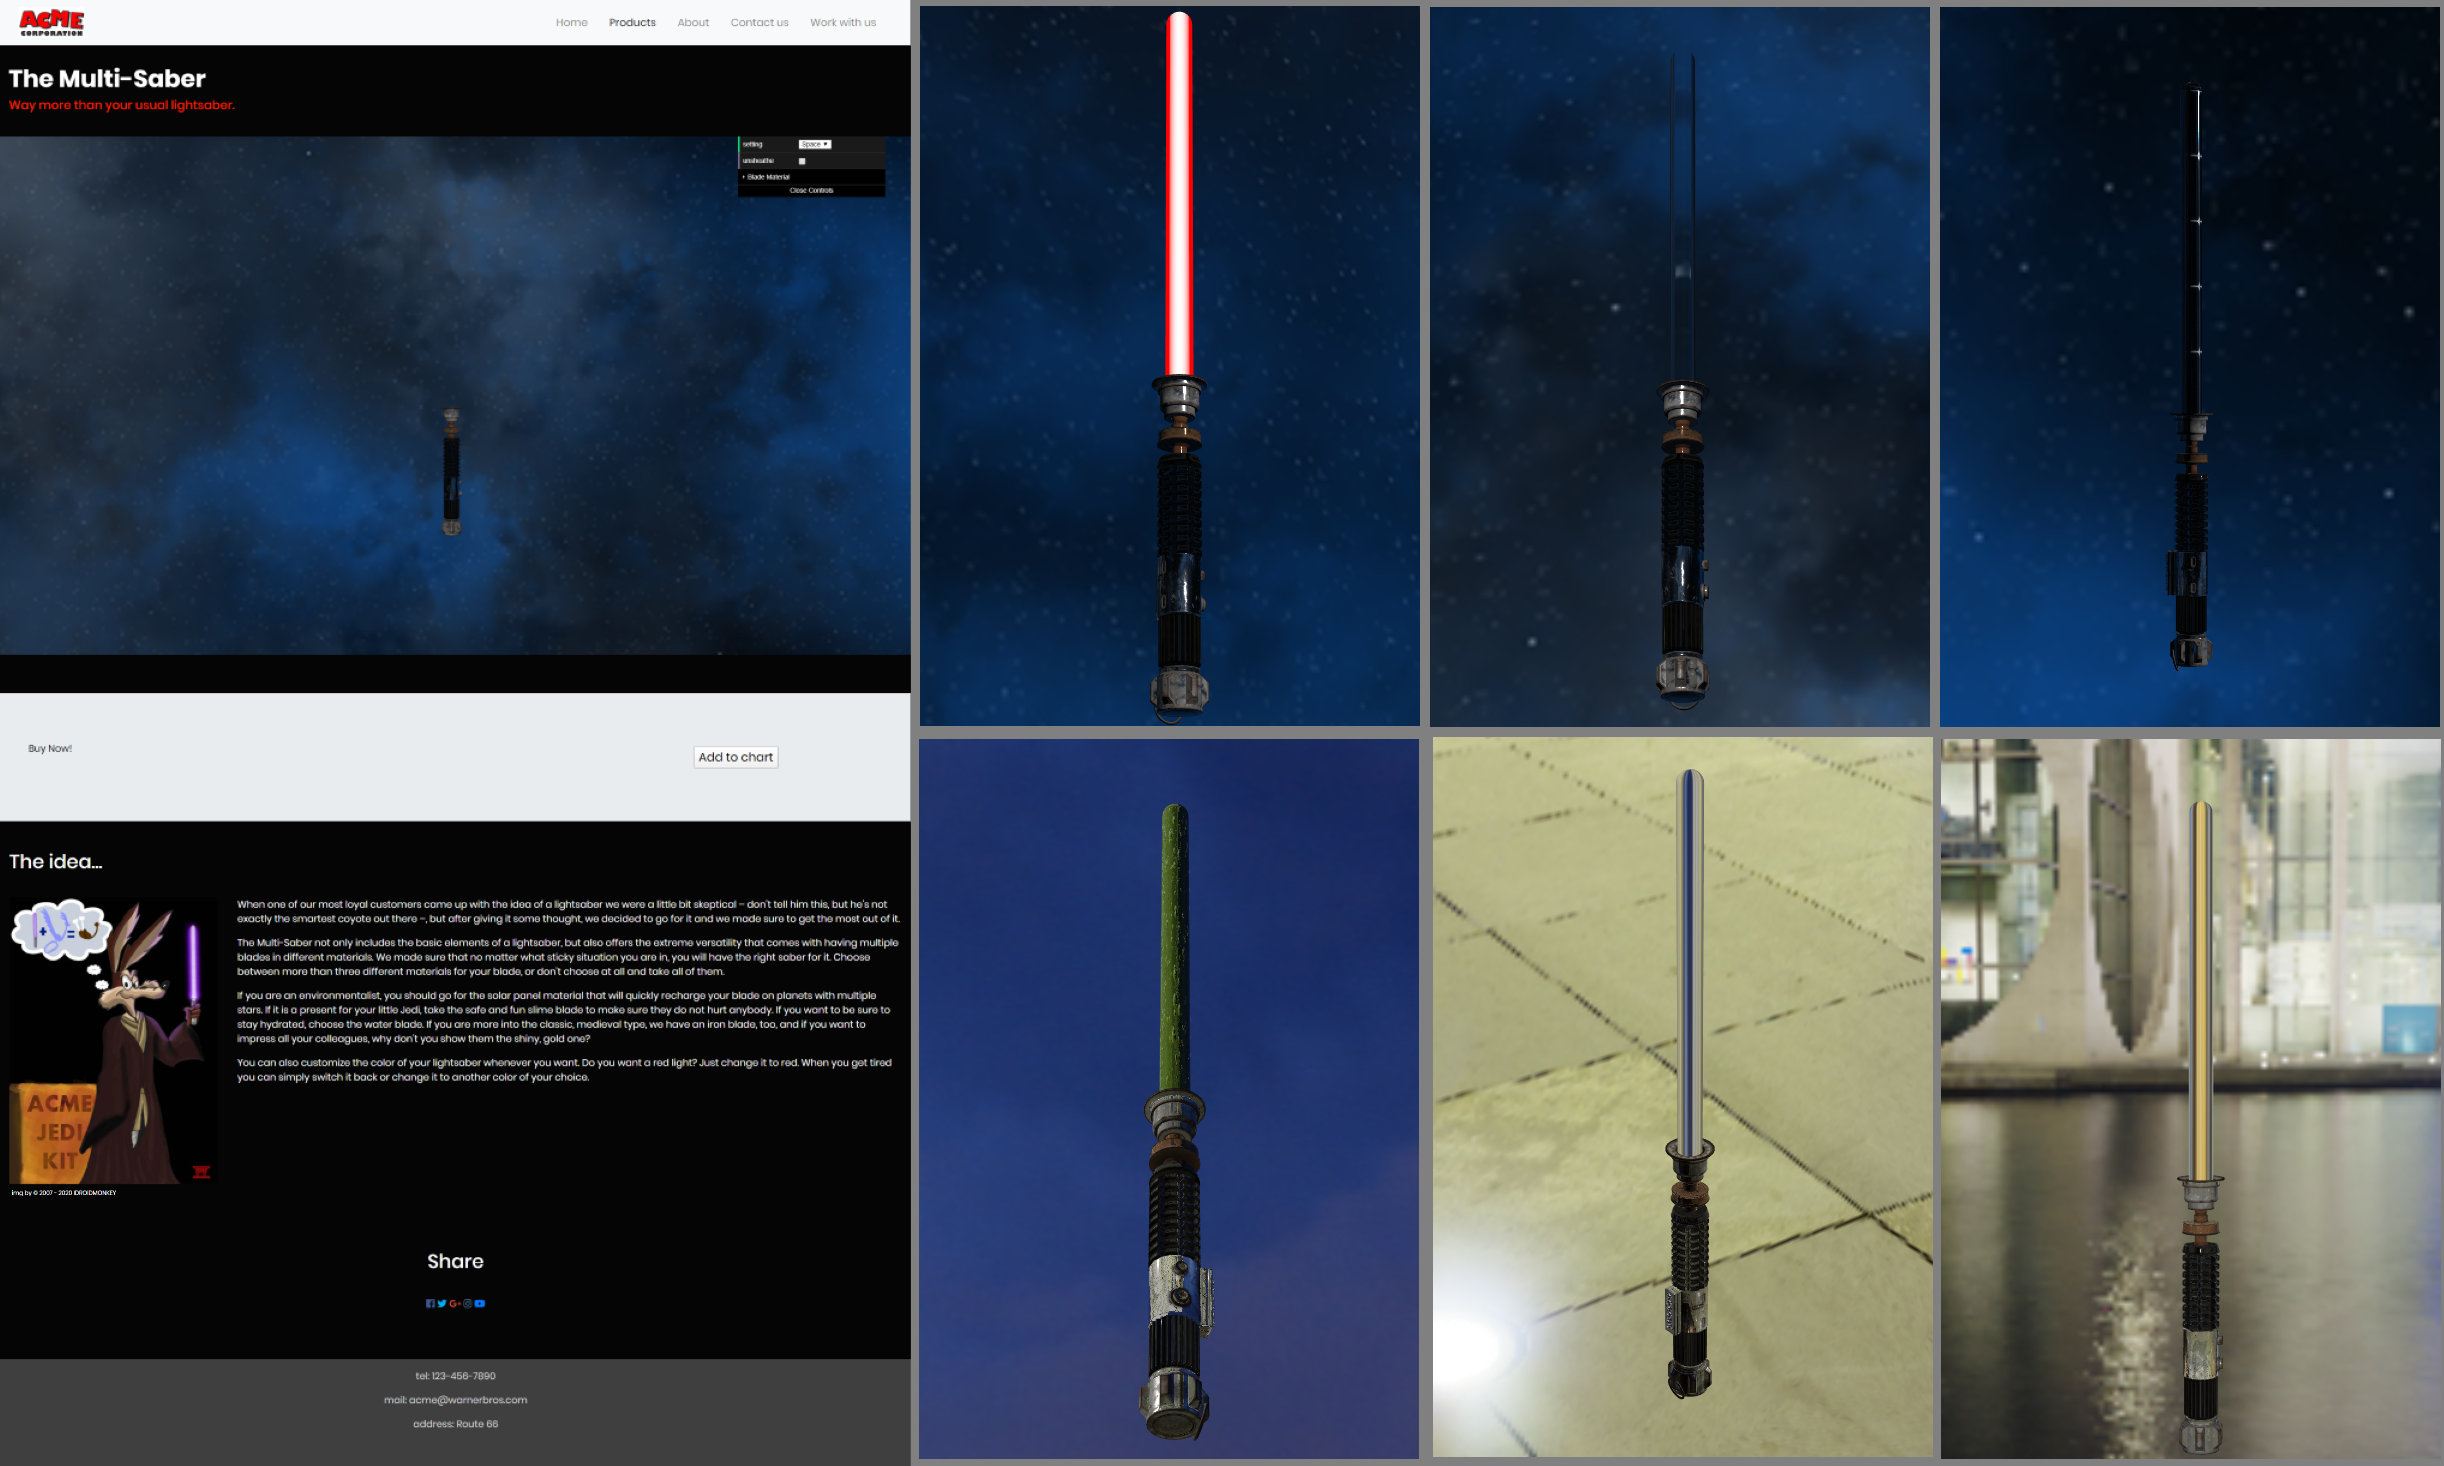 ACME
CORPORATION
Home Products About Contact us Work with us
The Multi-Saber
Way more than your usual lightsaber.
setting Space
unsheathe
Blade Material
Close Controls
Buy Now!
Add to chart
The idea...
When one of our most loyal customers came up with the idea of a lightsaber we were a little bit skeptical – don't tell him this, but he's not
exactly the smartest coyote out there –, but after giving it some thought, we decided to go for it and we made sure to get the most out of it.
The Multi-Saber not only includes the basic elements of a lightsaber, but also offers the extreme versatility that comes with having multiple
blades in different materials. We made sure that no matter what sticky situation you are in, you will have the right saber for it. Choose
between more than three different materials for your blade, or don't choose at all and take all of them.
If you are an environmentalist, you should go for the solar panel material that will quickly recharge your blade on planets with multiple
stars. If it is a present for your little Jedi, take the safe and fun slime blade to make sure they do not hurt anybody. If you want to be sure to
stay hydrated, choose the water blade. If you are more into the classic, medieval type, we have an iron blade, too, and if you want to
impress all your colleagues, why don't you show them the shiny, gold one?
You can also customize the color of your lightsaber whenever you want. Do you want a red light? Just change it to red. When you get tired
you can simply switch it back or change it to another color of your choice.
+ =
ACME
JEDI
KIT
img by © 2007 - 2020 IDROIDMONKEY
Share
tel: 123-456-7890
mail: acme@warnerbros.com
address: Route 66